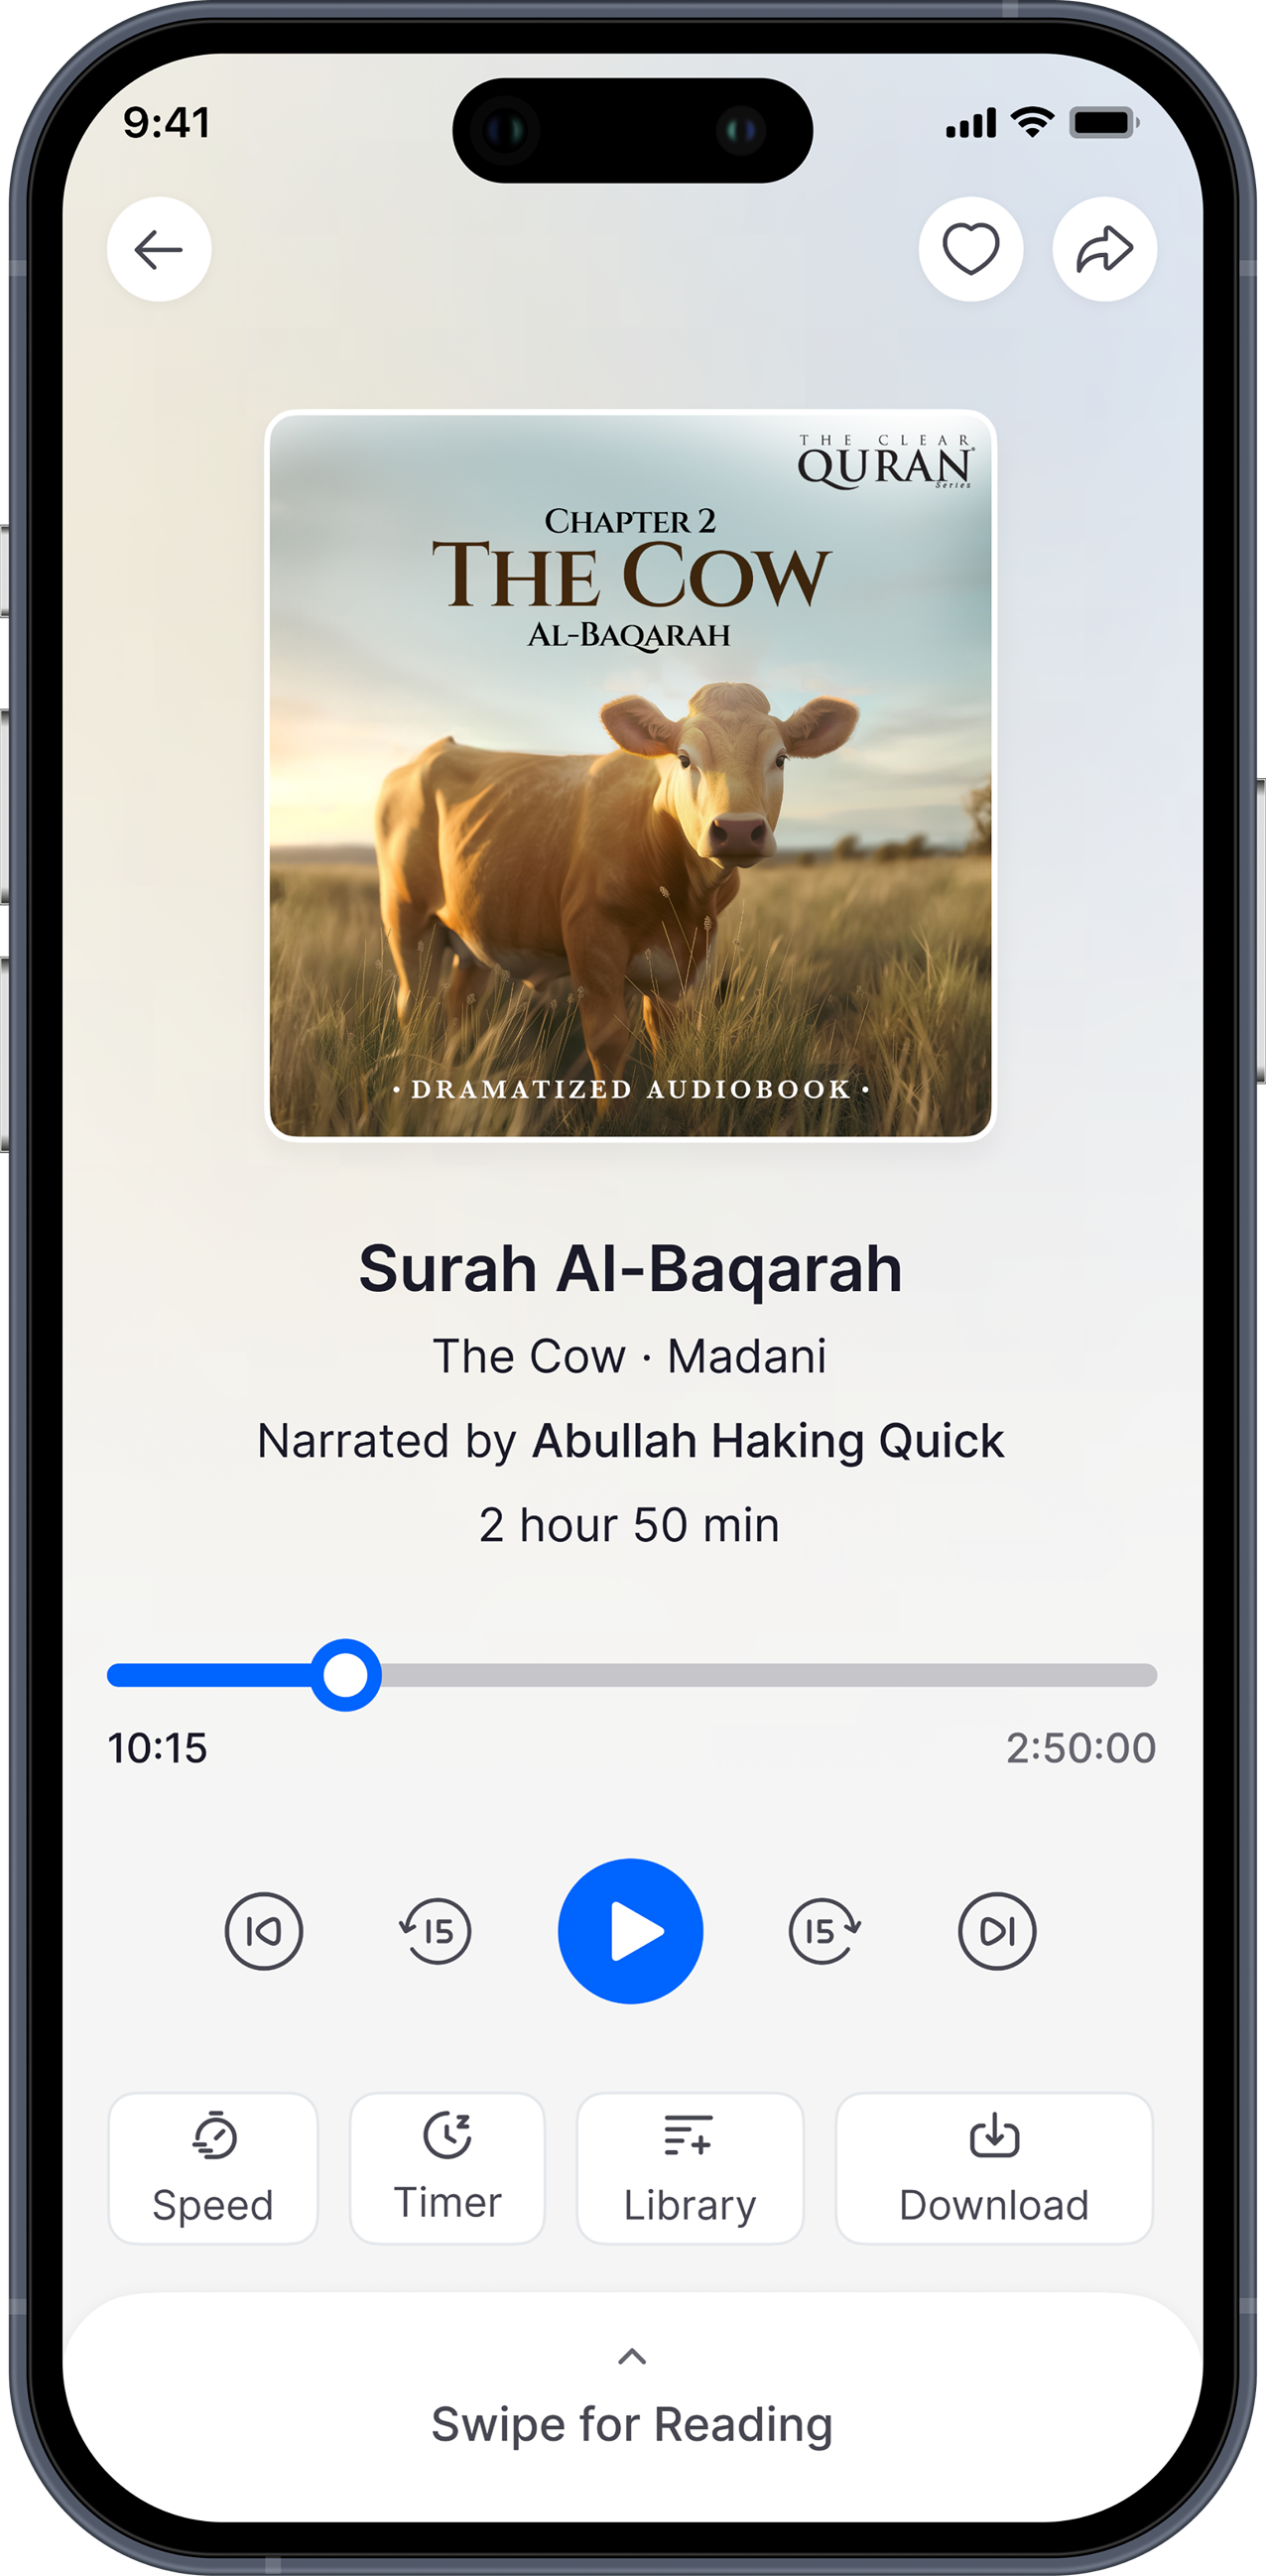 9:41
THE CLEAR
QURAN
Series
CHAPTER 2
THE COW
AL-BAQARAH
• DRAMATIZED AUDIOBOOK •
Surah Al-Baqarah
The Cow · Madani
Narrated by Abullah Haking Quick
2 hour 50 min
10:15 2:50:00
15 15
Speed Timer Library Download
Swipe for Reading